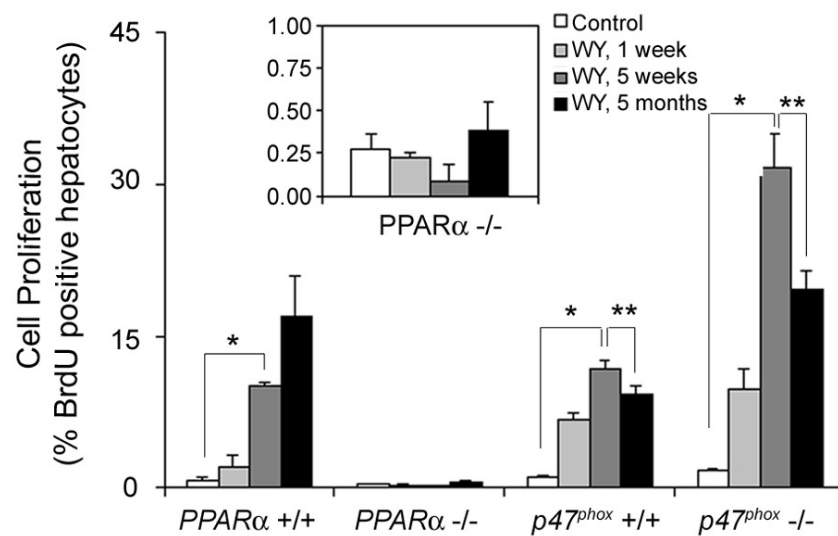 Cell Proliferation
(% BrdU positive hepatocytes)
45
30
15
0
1.00
0.75
0.50
0.25
0.00
PPARα -/-
Control
WY, 1 week
WY, 5 weeks
WY, 5 months
*
*
**
*
**
PPARα +/+
PPARα -/-
p47phox +/+
p47phox -/-